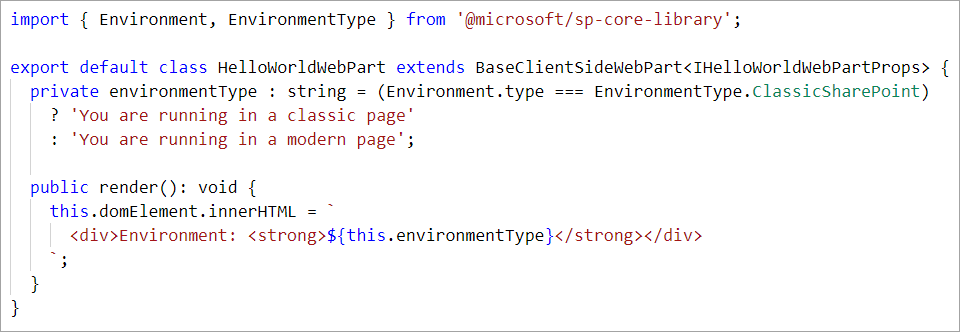 import { Environment, EnvironmentType } from '@microsoft/sp-core-library';
export default class HelloWorldWebPart extends BaseClientSideWebPart<IHelloWorldWebPartProps> {
private environmentType : string = (Environment.type === EnvironmentType.ClassicSharePoint)
? 'You are running in a classic page'
: 'You are running in a modern page';
public render(): void {
this.domElement.innerHTML = `
<div>Environment: <strong>${this.environmentType}</strong></div>
`;
}
}